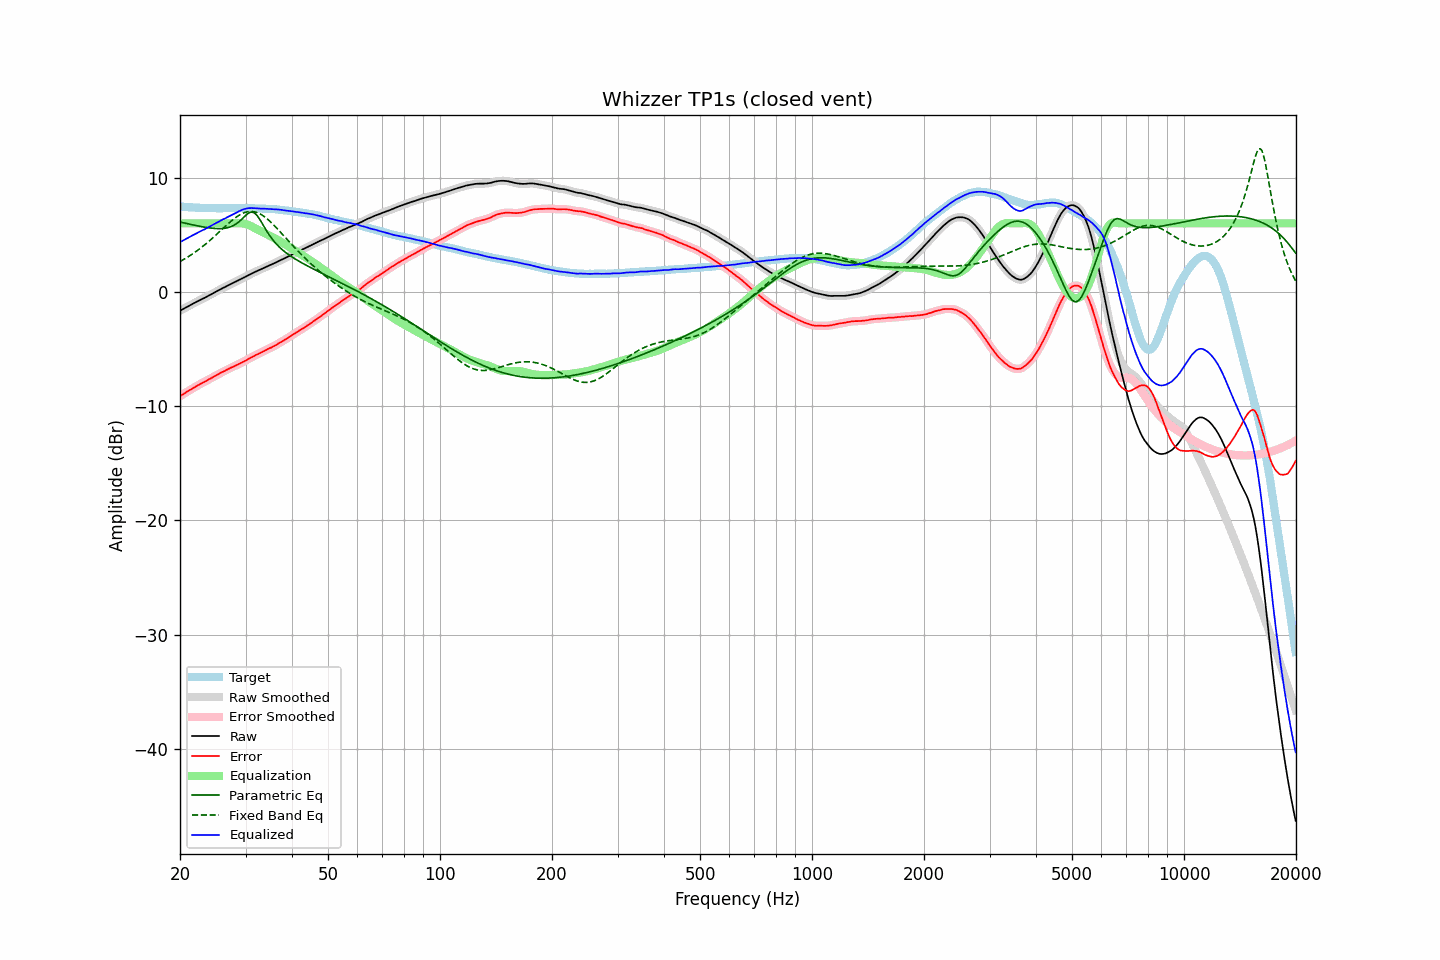 Whizzer TP1s (closed vent)
10
0
−10
−20
−30
−40
Amplitude (dBr)
Target
Raw Smoothed
Error Smoothed
Raw
Error
Equalization
Parametric Eq
Fixed Band Eq
Equalized
20 50 100 200 500 1000 2000 5000 10000 20000
Frequency (Hz)